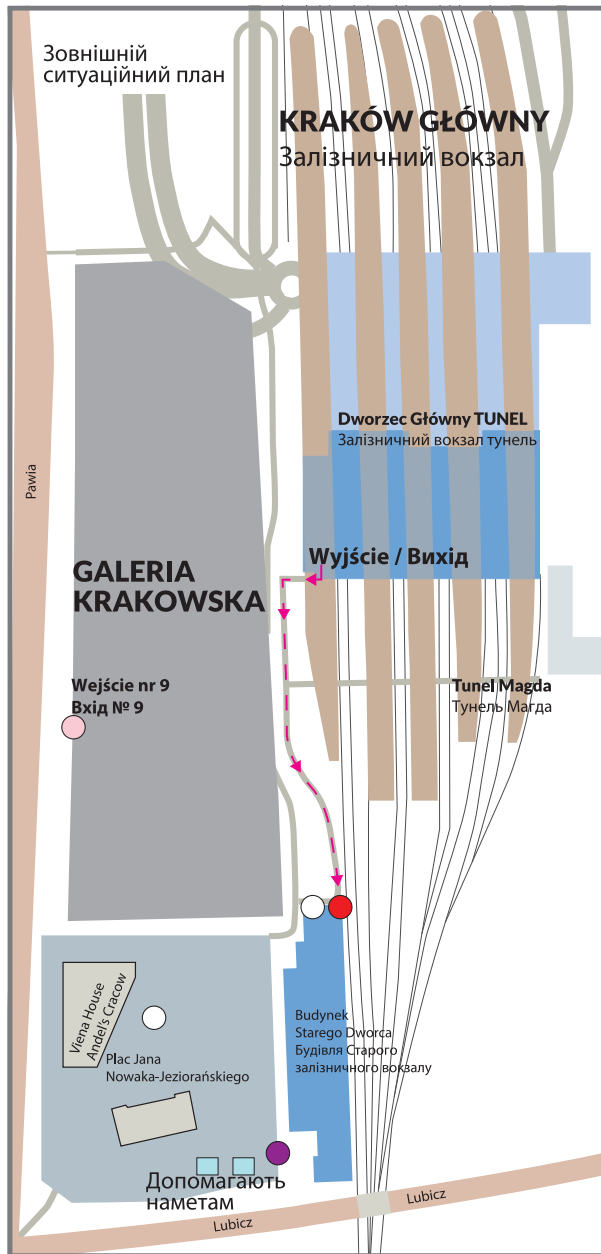 Зовнішній
ситуаційний план
KRAKÓW GŁÓWNY
Залізничний вокзал
Dworzec Główny TUNEL
Залізничний вокзал тунель
Pawia
Wyjście / Вихід
GALERIA
KRAKOWSKA
Wejście nr 9
Вхід № 9
Tunel Magda
Тунель Магда
Viena House
Andel's Cracow
Plac Jana
Nowaka-Jeziorańskiego
Budynek
Starego Dworca
Будівля Старого
залізничного вокзалу
Допомагають
наметам
Lubicz
Lubicz